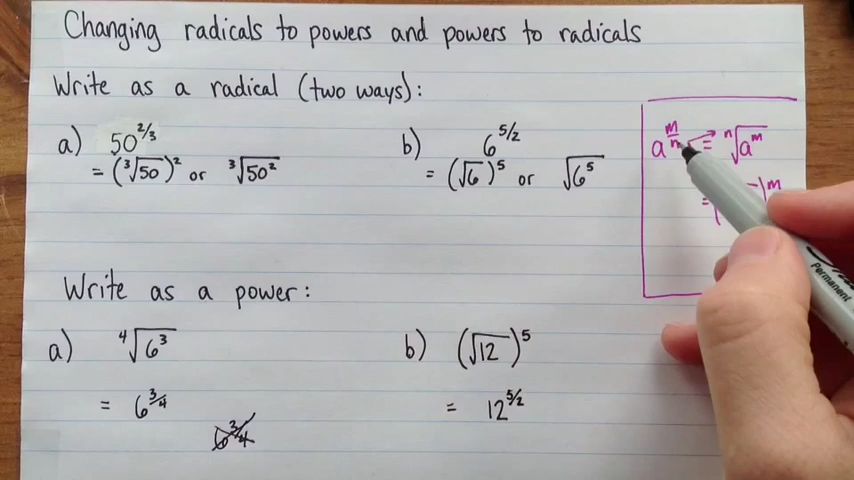 Changing radicals to powers and powers to radicals
Write as a radical (two ways):
a) 50^{2/3}
= (∛50)² or ∛50²
b) 6^{5/2}
= (√6)⁵ or √6⁵
a^{m/n} = ⁿ√a^m
= ( )^m
Write as a power:
a) ⁴√6³
= 6^{3/4}
b) (√12)⁵
= 12^{5/2}
Permanent